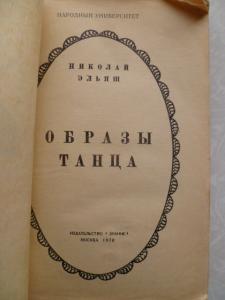 НАРОДНЫЙ УНИВЕРСИТЕТ
НИКОЛАЙ
ЭЛЬЯШ
ОБРАЗЫ
ТАНЦА
ИЗДАТЕЛЬСТВО «ЗНАНИЕ»
МОСКВА 1970